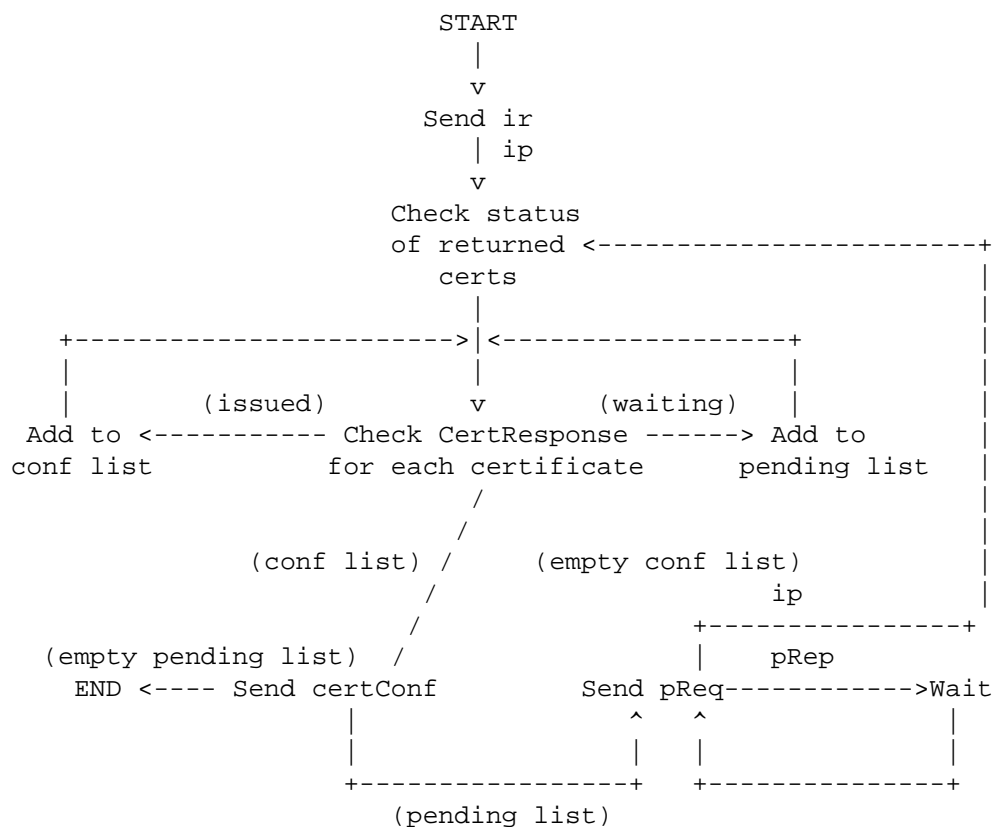 START
|
v
Send ir
| ip
v
Check status
of returned <------------------------+
certs |
| |
+------------------------>|<------------------+ |
| | | |
| (issued) v (waiting) | |
Add to <----------- Check CertResponse ------> Add to |
conf list for each certificate pending list |
/ |
/ |
(conf list) / (empty conf list) |
/ ip |
/ +----------------+
(empty pending list) / | pRep
END <---- Send certConf Send pReq------------>Wait
| ^ ^ |
| | | |
+-----------------+ +---------------+
(pending list)